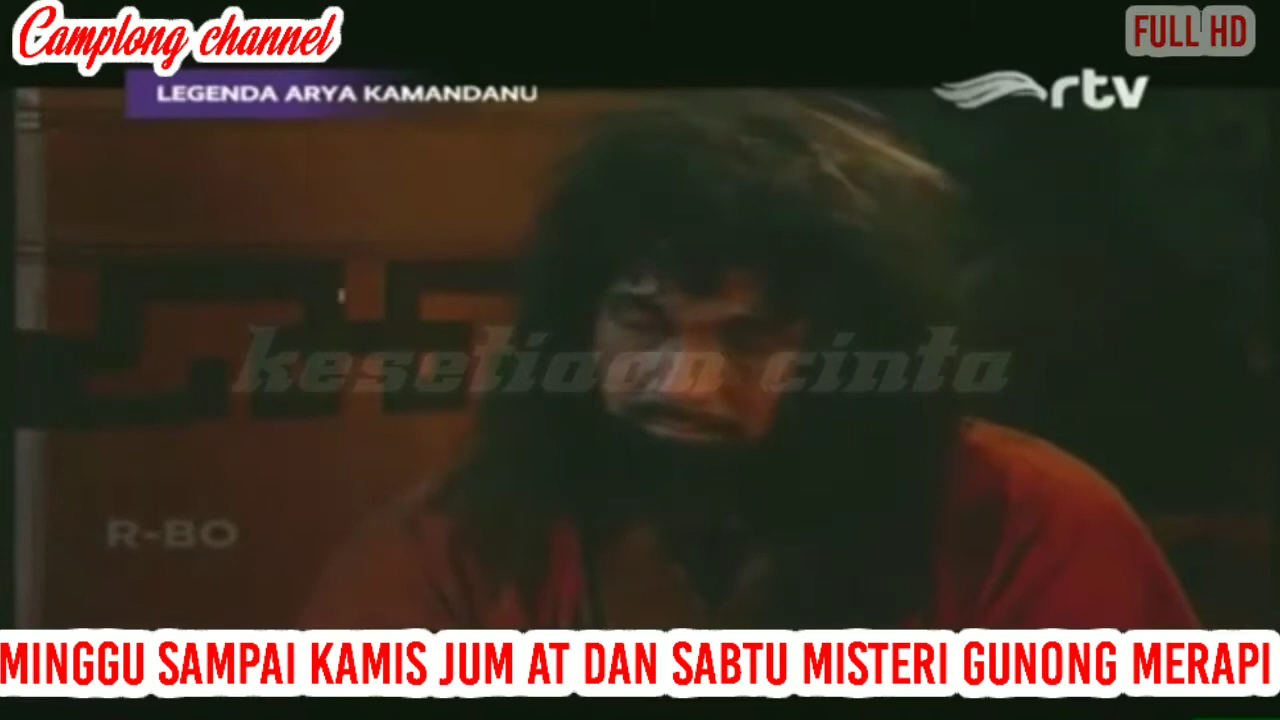 Camplong channel
FULL HD
LEGENDA ARYA KAMANDANU
rtv
kesetiaan cinta
R-BO
MINGGU SAMPAI KAMIS JUM AT DAN SABTU MISTERI GUNONG MERAPI